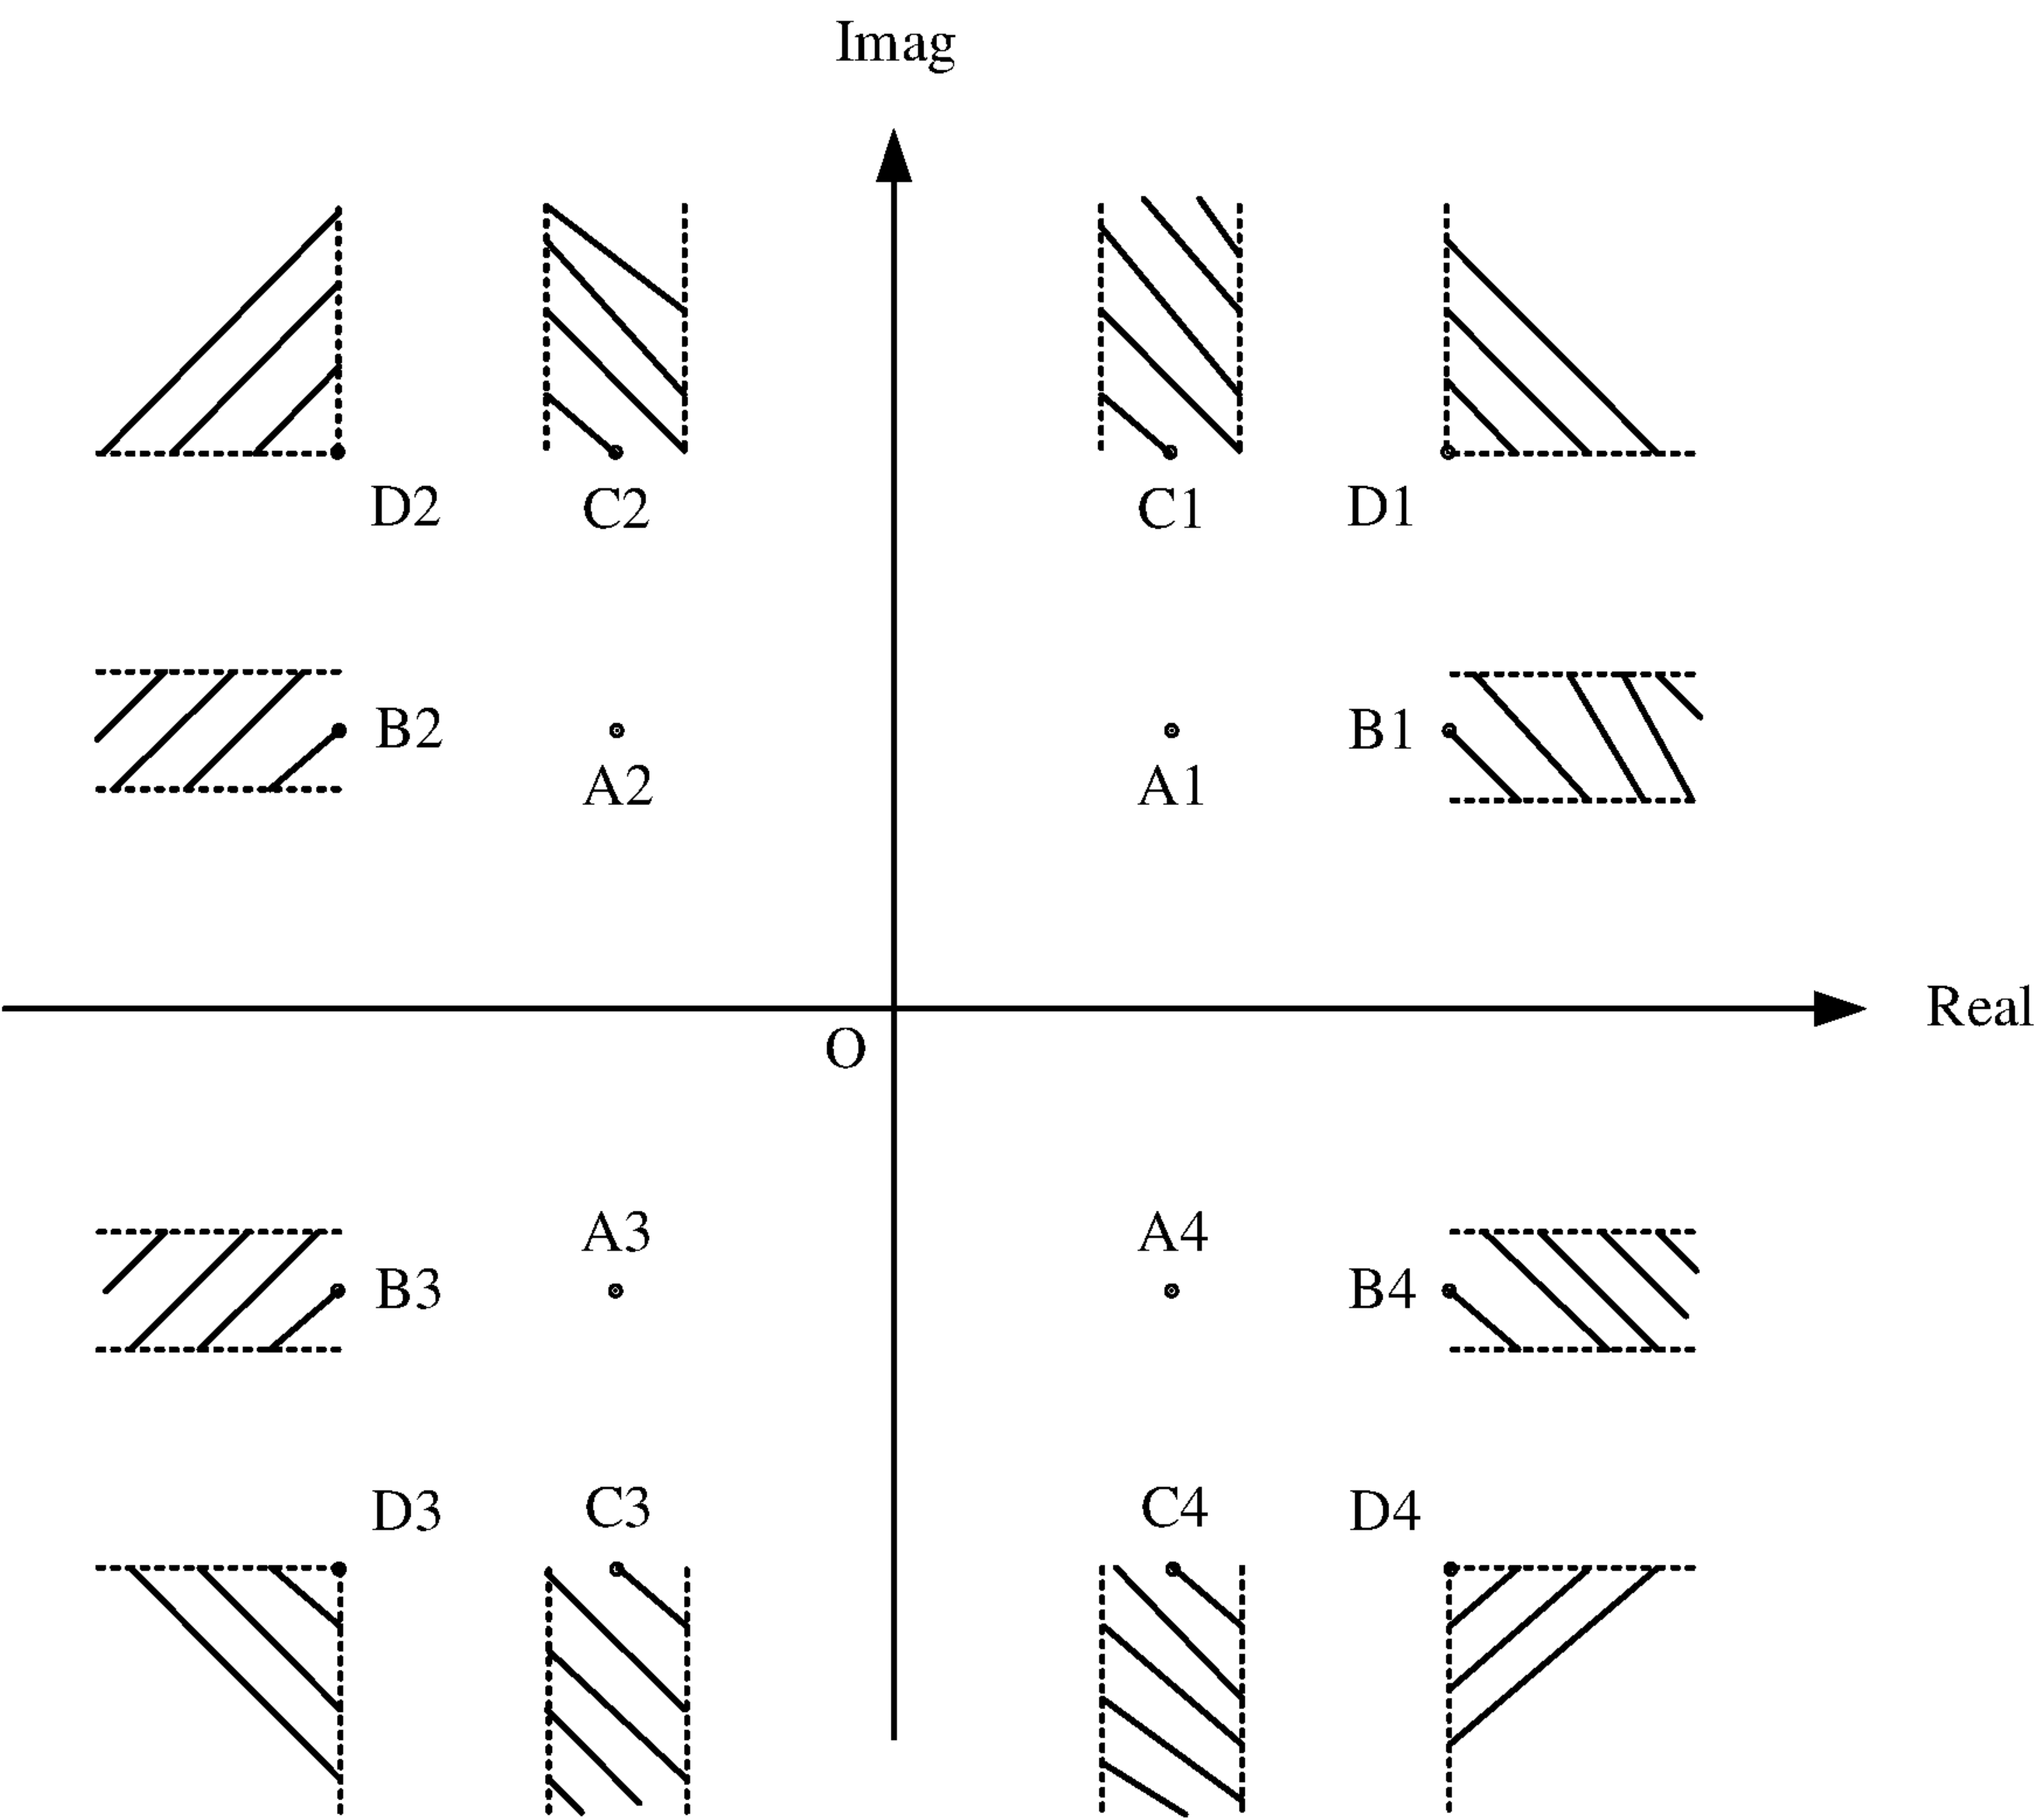 Imag
D2 C2 C1 D1
B2 B1
A2 A1
Real
O
A3 A4
B3 B4
D3 C3 C4 D4